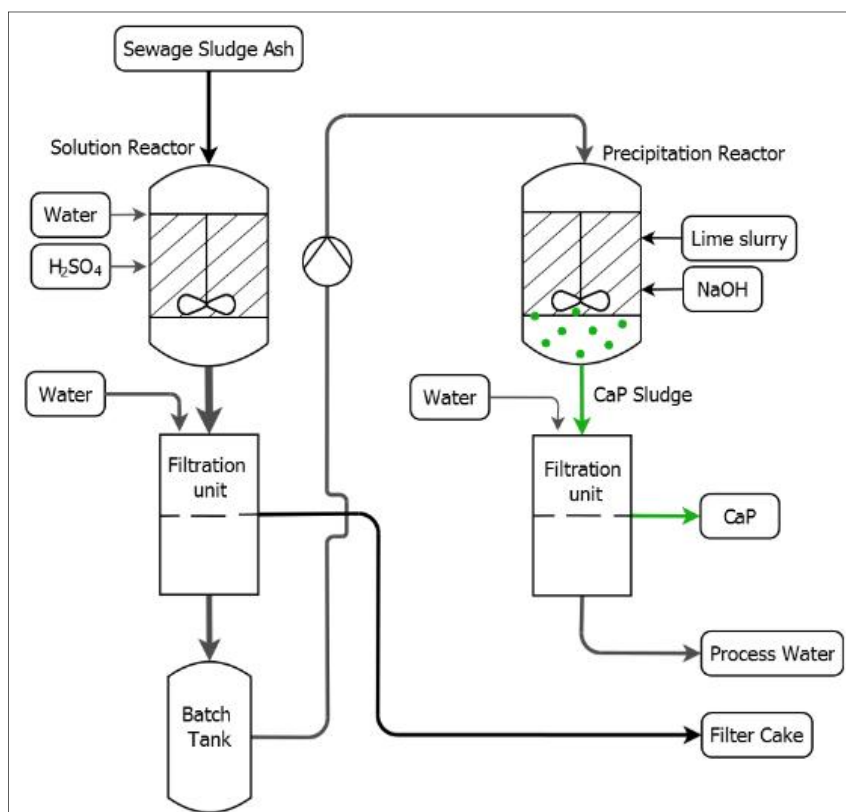 Sewage Sludge Ash
Solution Reactor
Precipitation Reactor
Water
H₂SO₄
Lime slurry
NaOH
Water
Water
CaP Sludge
Filtration
unit
Filtration
unit
CaP
Process Water
Batch
Tank
Filter Cake